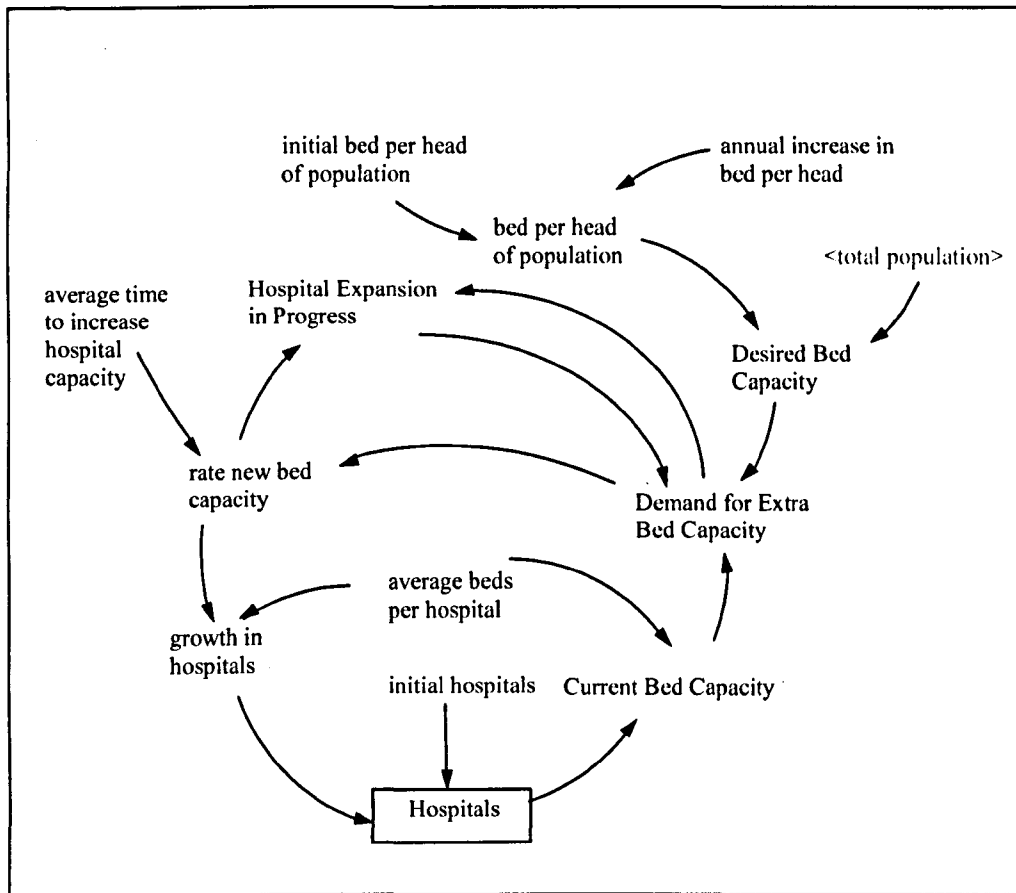 initial bed per head
of population
annual increase in
bed per head
bed per head
of population
<total population>
average time
to increase
hospital
capacity
Hospital Expansion
in Progress
Desired Bed
Capacity
rate new bed
capacity
Demand for Extra
Bed Capacity
average beds
per hospital
growth in
hospitals
initial hospitals
Current Bed Capacity
Hospitals